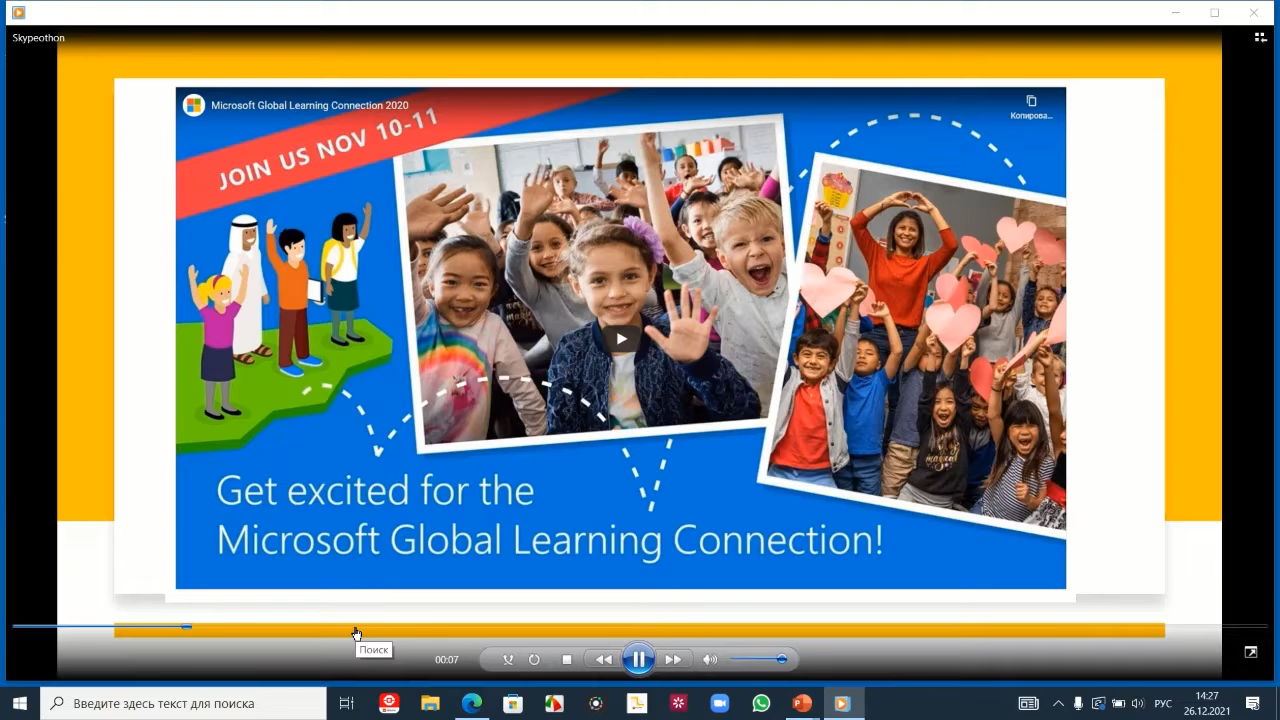 Skypeothon
Microsoft Global Learning Connection 2020
Копирова...
JOIN US NOV 10-11
Get excited for the
Microsoft Global Learning Connection!
Поиск
00:07
Введите здесь текст для поиска
РУС
14:27
26.12.2021